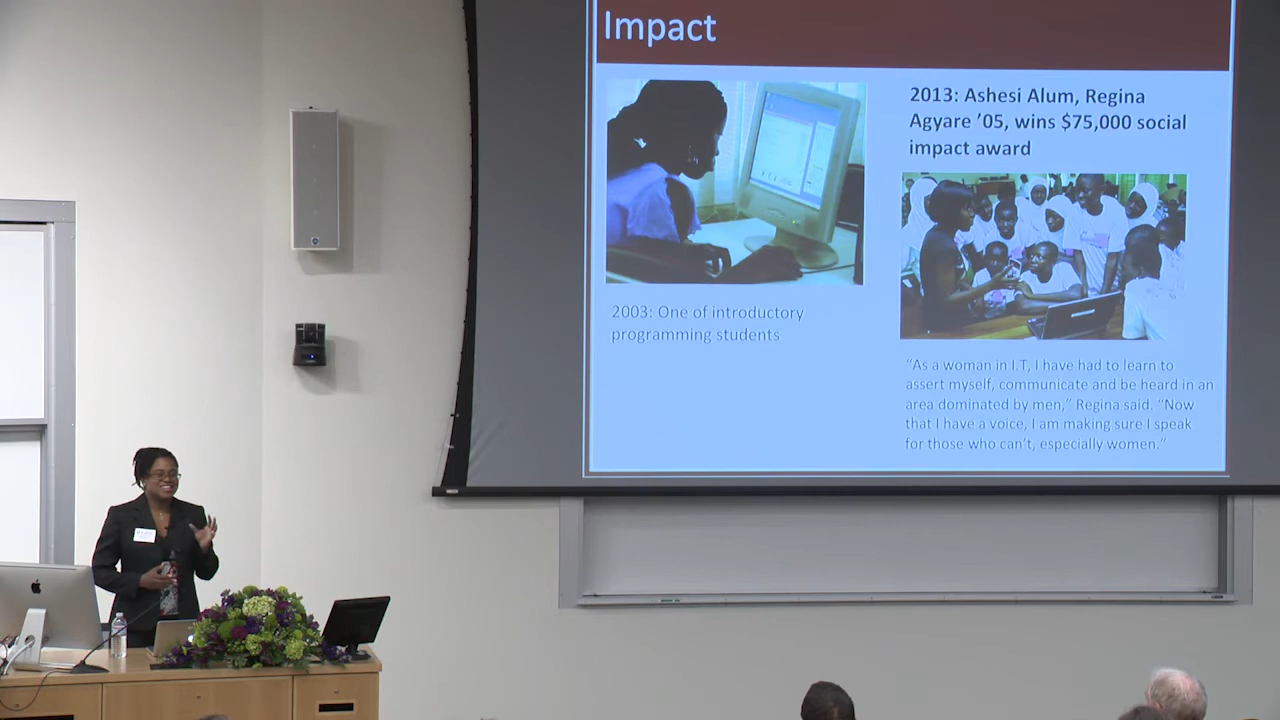 Impact
2013: Ashesi Alum, Regina
Agyare ’05, wins $75,000 social
impact award
2003: One of introductory
programming students
“As a woman in I.T, I have had to learn to
assert myself, communicate and be heard in an
area dominated by men,” Regina said. “Now
that I have a voice, I am making sure I speak
for those who can’t, especially women.”